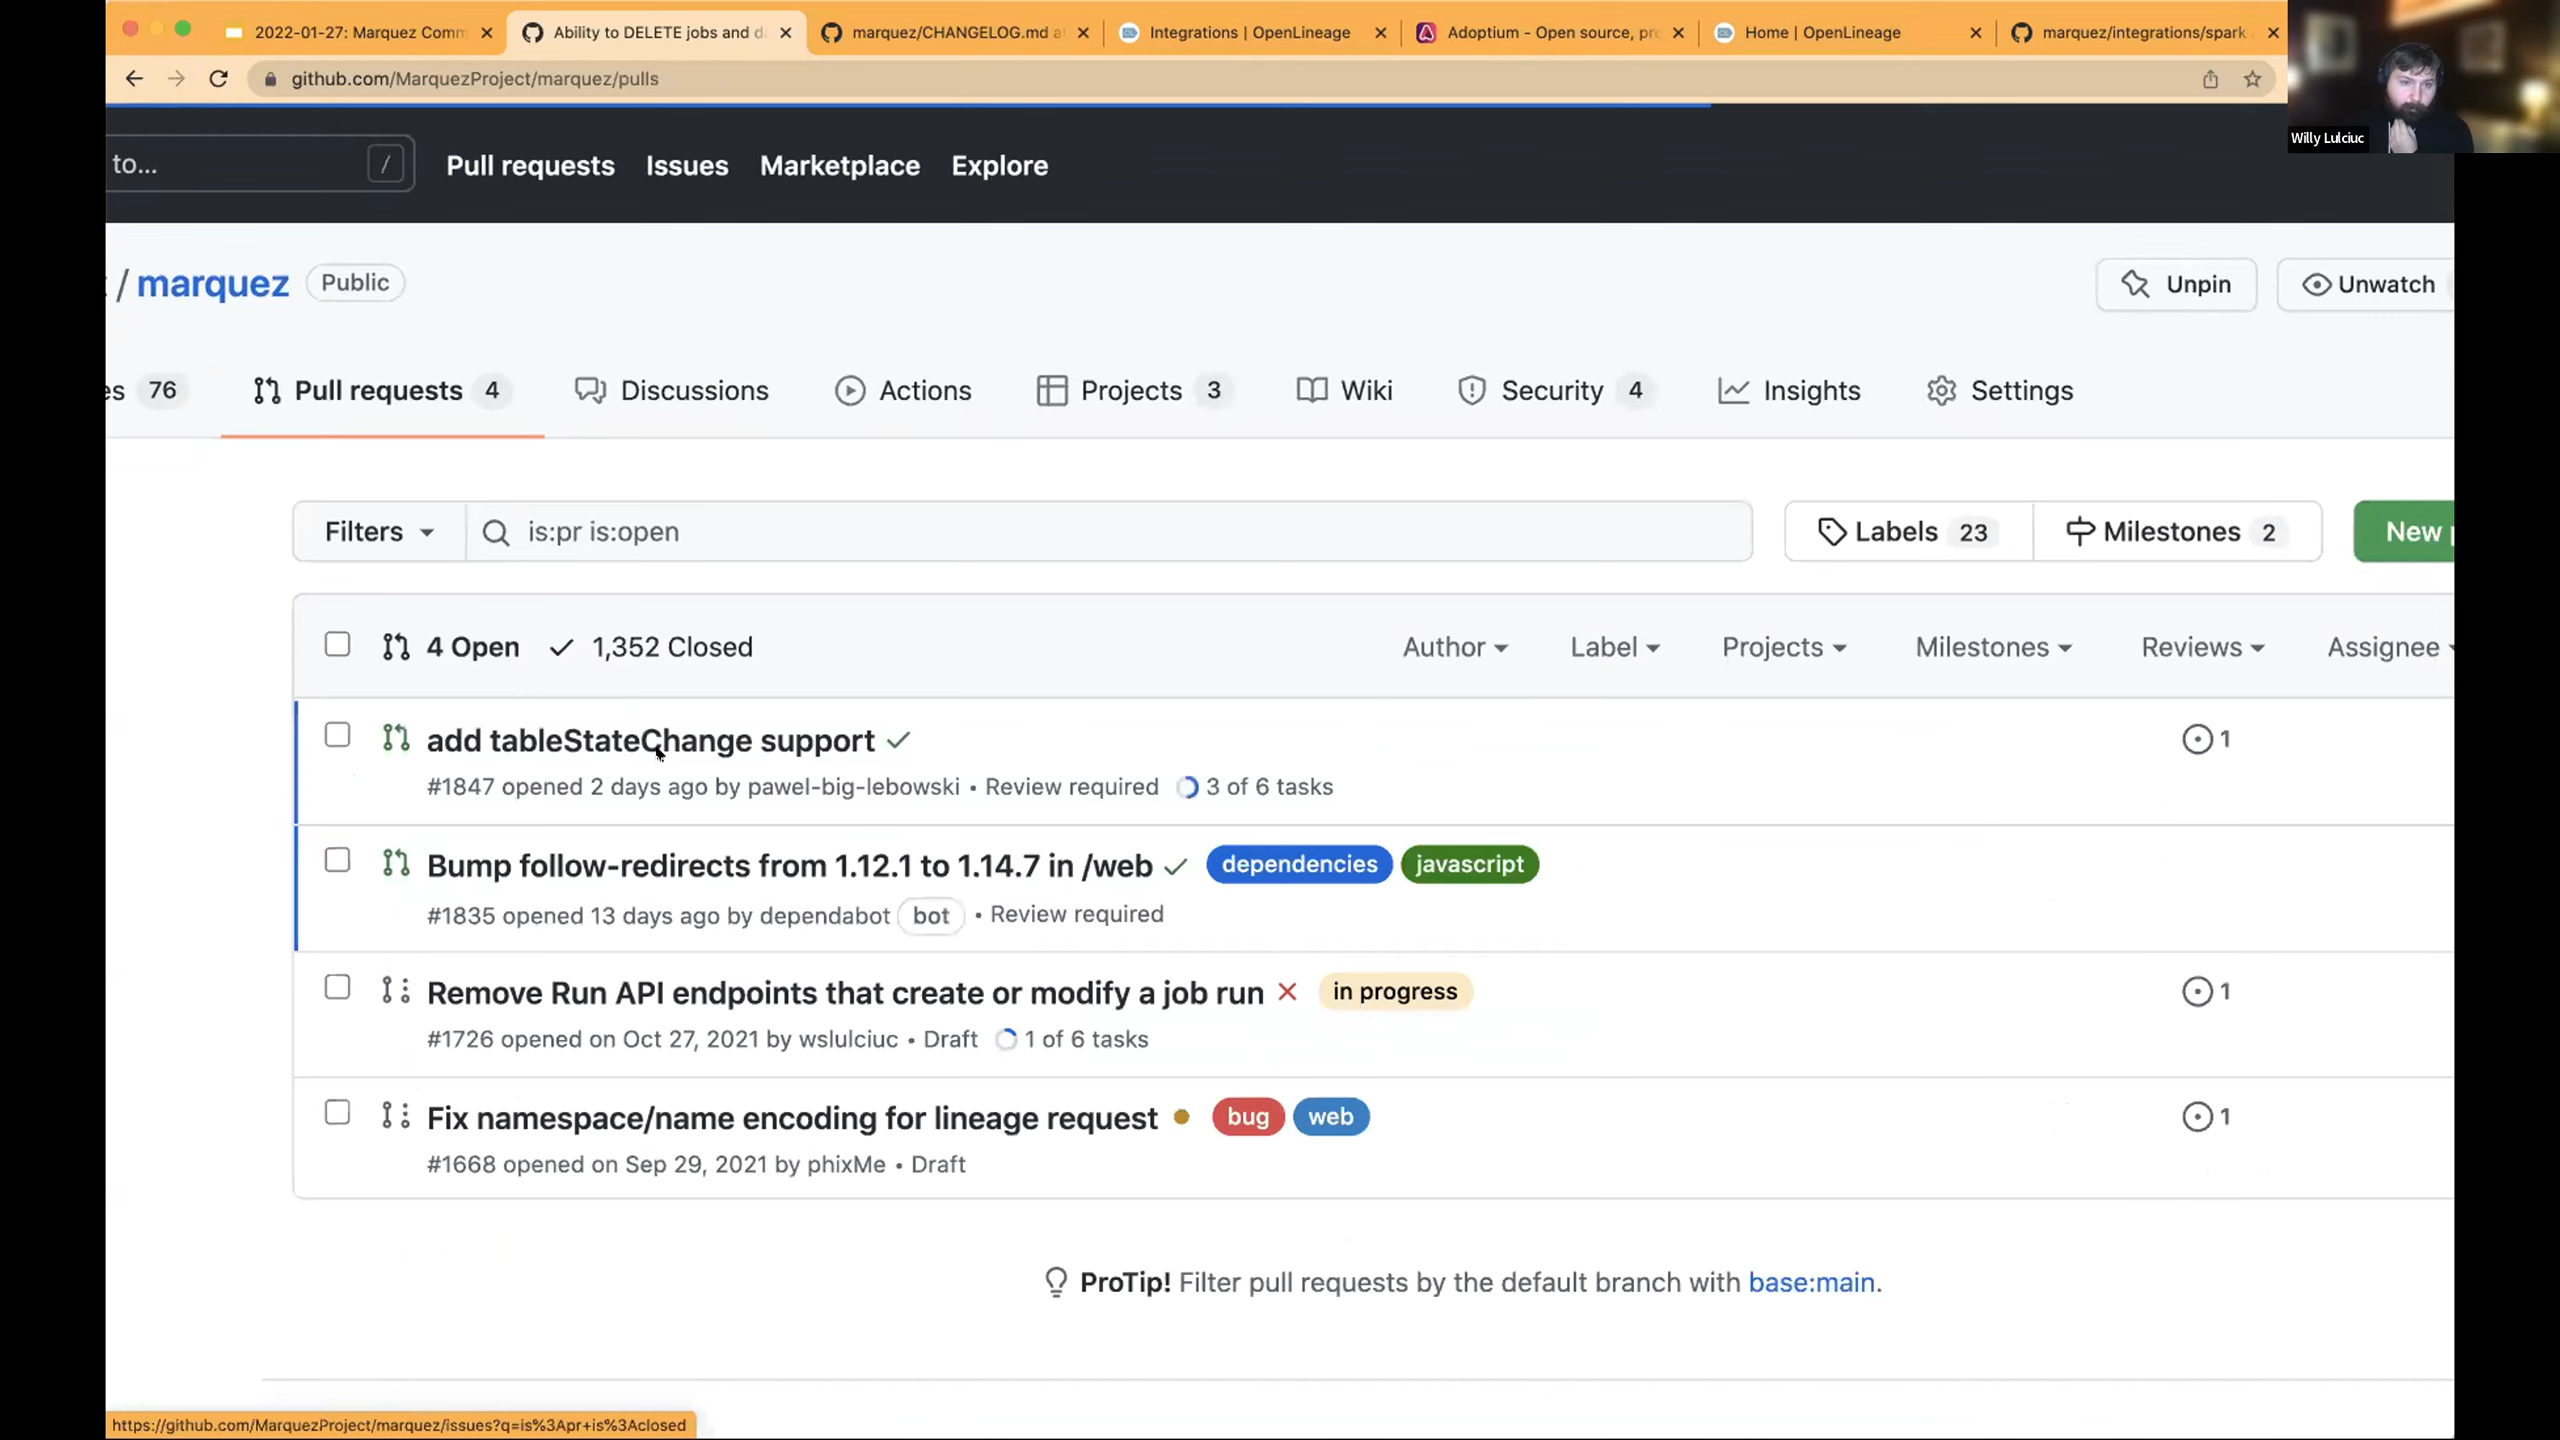 2022-01-27: Marquez Comm
Ability to DELETE jobs and d
marquez/CHANGELOG.md a
Integrations | OpenLineage
Adoptium - Open source, pr
Home | OpenLineage
marquez/integrations/spark
github.com/MarquezProject/marquez/pulls
Willy Lulciuc
to...
/
Pull requests
Issues
Marketplace
Explore
/ marquez
Public
Unpin
Unwatch
es 76
Pull requests 4
Discussions
Actions
Projects 3
Wiki
Security 4
Insights
Settings
Filters
is:pr is:open
Labels 23
Milestones 2
New
4 Open
1,352 Closed
Author
Label
Projects
Milestones
Reviews
Assignee
add tableStateChange support
1
#1847 opened 2 days ago by pawel-big-lebowski • Review required 3 of 6 tasks
Bump follow-redirects from 1.12.1 to 1.14.7 in /web dependencies javascript
#1835 opened 13 days ago by dependabot bot • Review required
Remove Run API endpoints that create or modify a job run in progress
1
#1726 opened on Oct 27, 2021 by wslulciuc • Draft 1 of 6 tasks
Fix namespace/name encoding for lineage request bug web
1
#1668 opened on Sep 29, 2021 by phixMe • Draft
ProTip! Filter pull requests by the default branch with base:main.
https://github.com/MarquezProject/marquez/issues?q=is%3Apr+is%3Aclosed